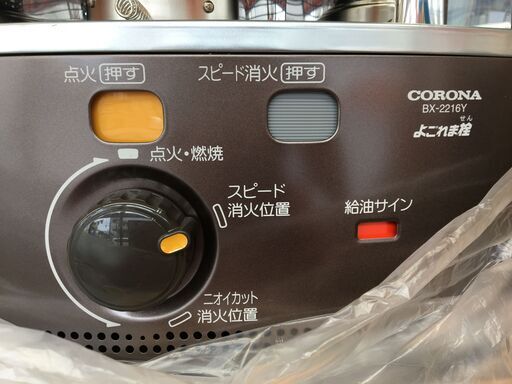 点火 押す
スピード消火 押す
CORONA
BX-2216Y
よごれま栓
せん
点火・燃焼
スピード
消火位置
給油サイン
ニオイカット
消火位置